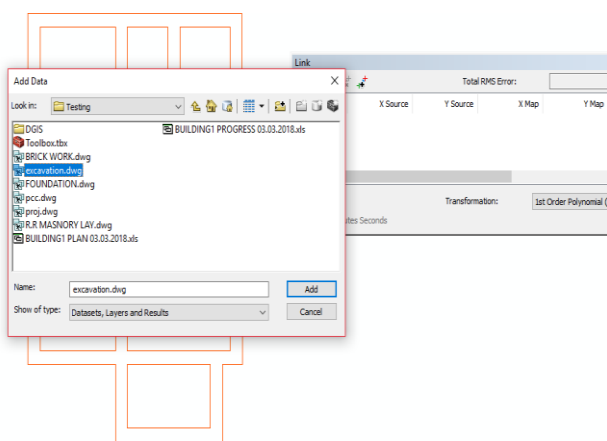 Link
Add Data
Total RMS Error:
Look in: Testing
X Source Y Source X Map Y Map
DGIS
Toolbox.tbx
BRICK WORK.dwg
excavation.dwg
FOUNDATION.dwg
pcc.dwg
proj.dwg
R.R MASNORY LAY.dwg
BUILDING1 PLAN 03.03.2018.xls
BUILDING1 PROGRESS 03.03.2018.xls
Transformation: 1st Order Polynomial (
Seconds
Name: excavation.dwg Add
Show of type: Datasets, Layers and Results Cancel